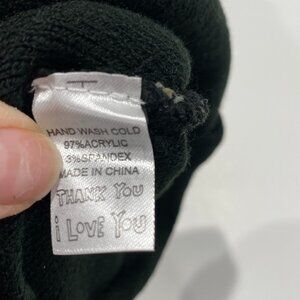 HAND WASH COLD
97%ACRYLIC
3%SPANDEX
MADE IN CHINA
THANK YOU
i LOVE YOU